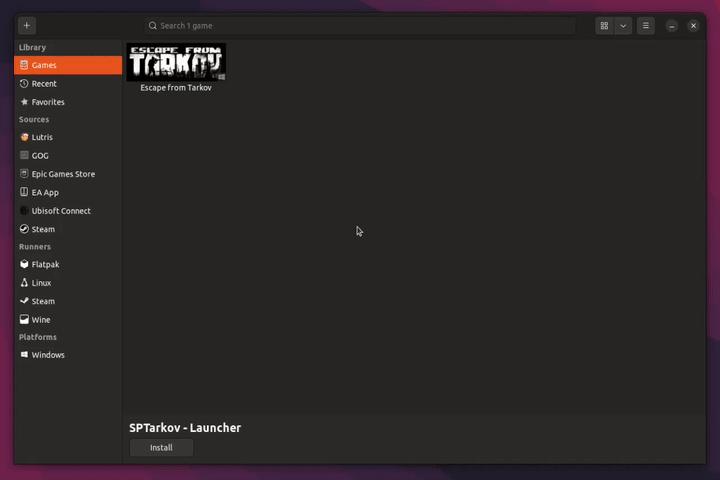 Search 1 game
Library
Games
Recent
Favorites
Sources
Lutris
GOG
Epic Games Store
EA App
Ubisoft Connect
Steam
Runners
Flatpak
Linux
Steam
Wine
Platforms
Windows
ESCAPE FROM
TARKOV
Escape from Tarkov
SPTarkov - Launcher
Install